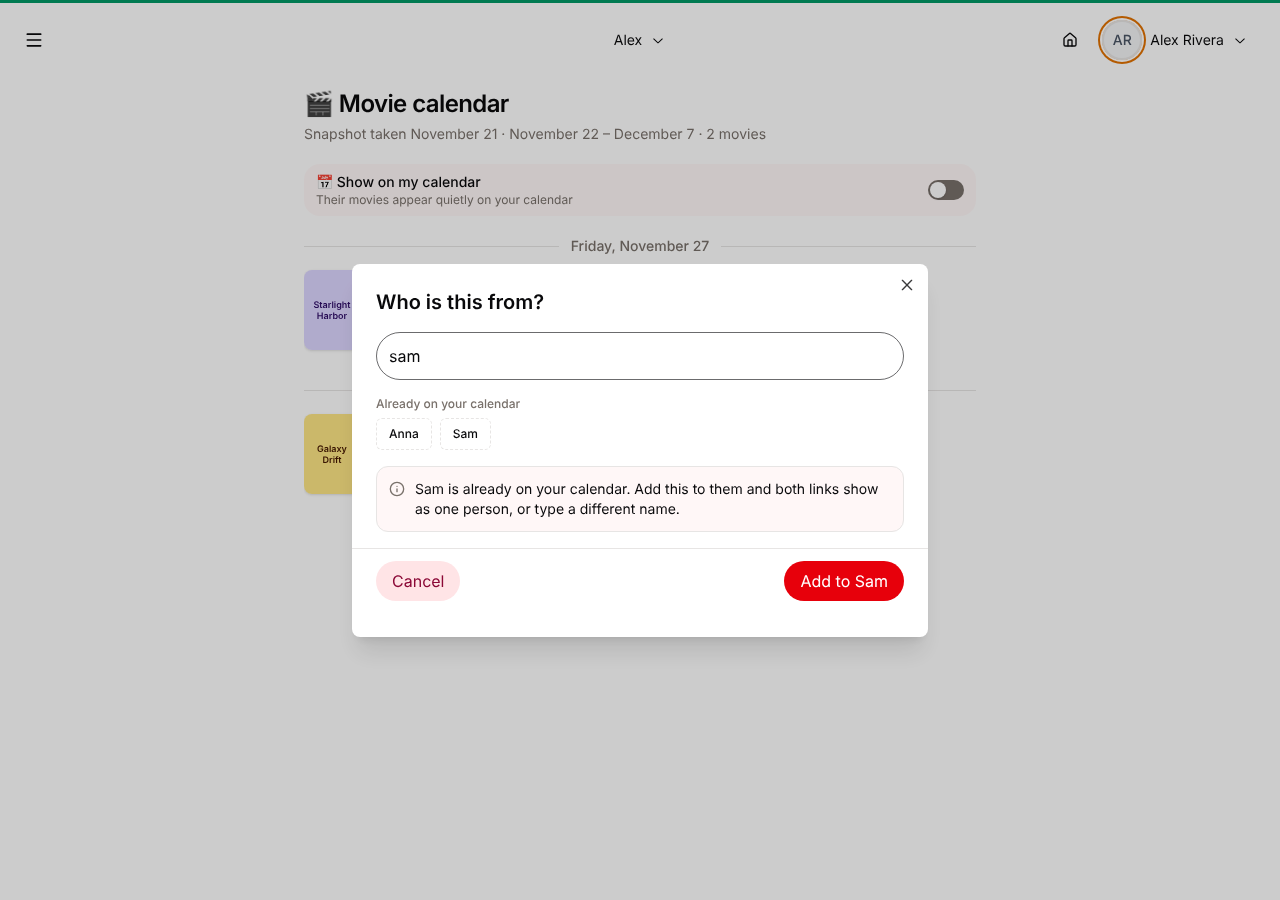 Alex
AR
Alex Rivera
🎬 Movie calendar
Snapshot taken November 21 · November 22 – December 7 · 2 movies
📅 Show on my calendar
Their movies appear quietly on your calendar
Friday, November 27
Starlight
Harbor
Galaxy
Drift
Who is this from?
sam
Already on your calendar
Anna
Sam
Sam is already on your calendar. Add this to them and both links show
as one person, or type a different name.
Cancel
Add to Sam